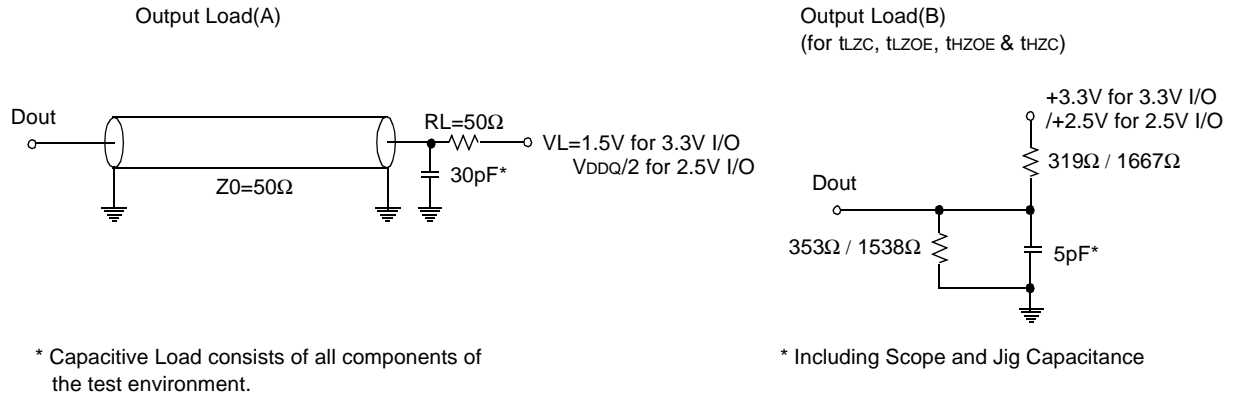 Output Load(A)
Dout
Z0=50Ω
RL=50Ω
30pF*
VL=1.5V for 3.3V I/O
VDDQ/2 for 2.5V I/O
* Capacitive Load consists of all components of
the test environment.
Output Load(B)
(for tLZC, tLZOE, tHZOE & tHZC)
+3.3V for 3.3V I/O
/+2.5V for 2.5V I/O
319Ω / 1667Ω
Dout
353Ω / 1538Ω
5pF*
* Including Scope and Jig Capacitance